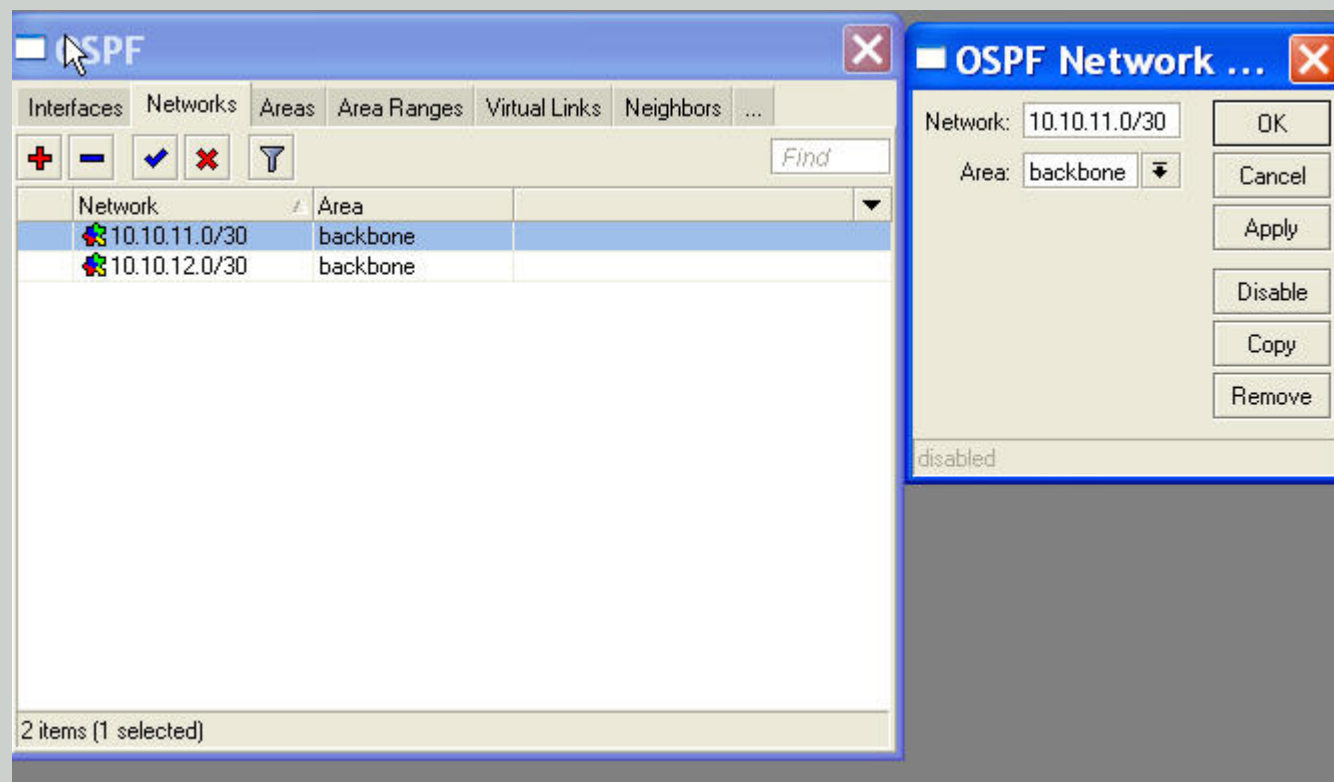 OSPF
Interfaces Networks Areas Area Ranges Virtual Links Neighbors ...
Find
Network Area
10.10.11.0/30 backbone
10.10.12.0/30 backbone
2 items (1 selected)
OSPF Network ...
Network: 10.10.11.0/30 OK
Area: backbone Cancel
Apply
Disable
Copy
Remove
disabled